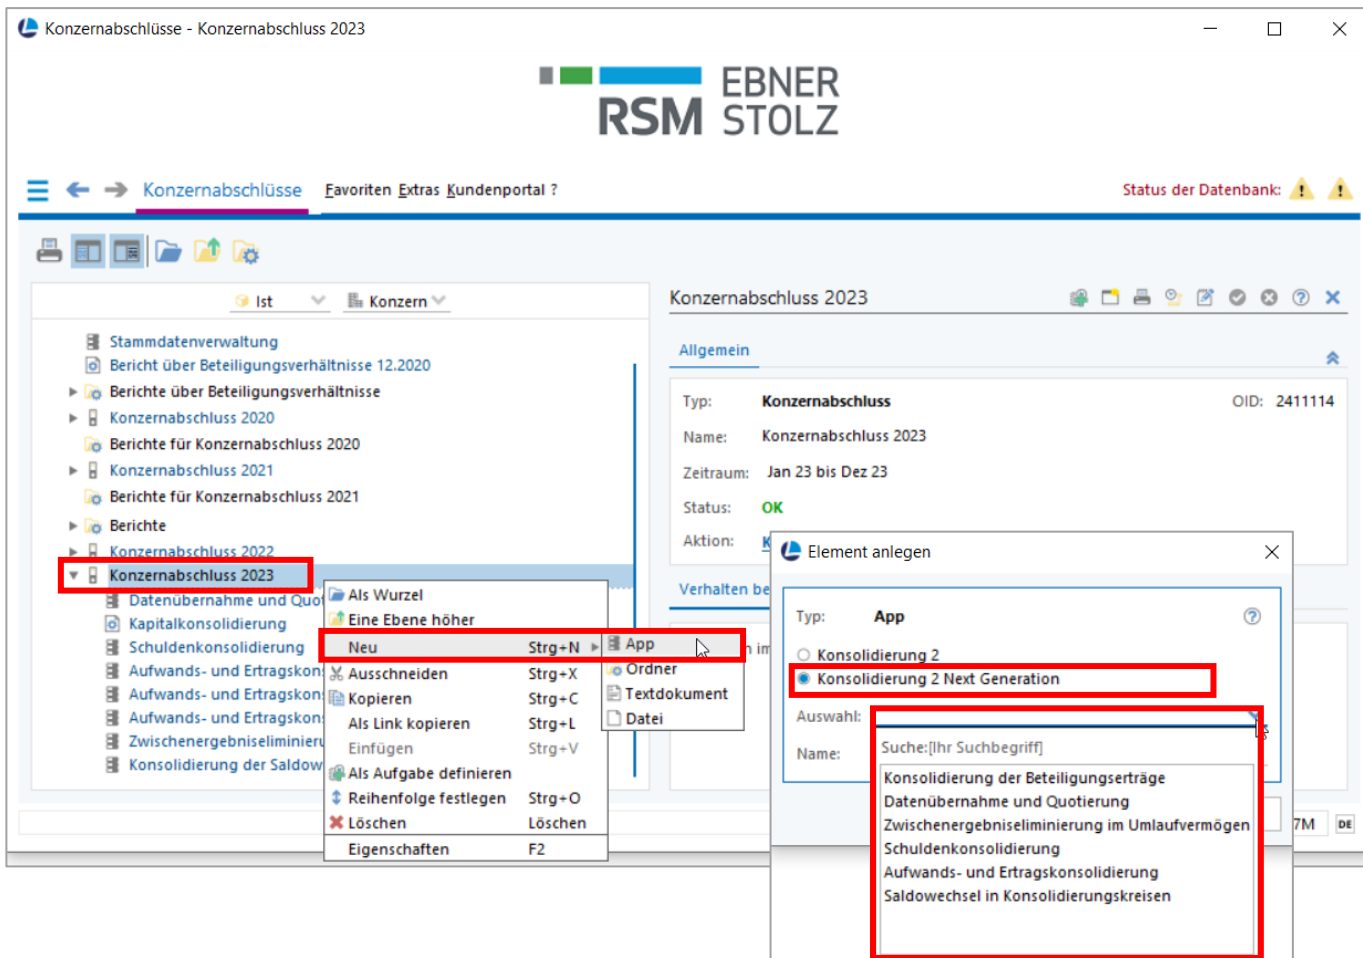 Konzernabschlüsse - Konzernabschluss 2023
RSM EBNER STOLZ
Konzernabschlüsse Favoriten Extras Kundenportal ?
Status der Datenbank:
Ist Konzern
Stammdatenverwaltung
Bericht über Beteiligungsverhältnisse 12.2020
Berichte über Beteiligungsverhältnisse
Konzernabschluss 2020
Berichte für Konzernabschluss 2020
Konzernabschluss 2021
Berichte für Konzernabschluss 2021
Berichte
Konzernabschluss 2022
Konzernabschluss 2023
Datenübernahme und Quo
Kapitalkonsolidierung
Schuldenkonsolidierung
Aufwands- und Ertragskon
Aufwands- und Ertragskon
Aufwands- und Ertragskon
Zwischenergebniseliminier
Konsolidierung der Saldow
Als Wurzel
Eine Ebene höher
Neu Strg+N
Ausschneiden Strg+X
Kopieren Strg+C
Als Link kopieren Strg+L
Einfügen Strg+V
Als Aufgabe definieren
Reihenfolge festlegen Strg+O
Löschen Löschen
Eigenschaften F2
App
Ordner
Textdokument
Datei
Konzernabschluss 2023
Allgemein
Typ: Konzernabschluss OID: 2411114
Name: Konzernabschluss 2023
Zeitraum: Jan 23 bis Dez 23
Status: OK
Aktion: K
Verhalten be
n im
Element anlegen
Typ: App
Konsolidierung 2
Konsolidierung 2 Next Generation
Auswahl:
Name:
Suche:[Ihr Suchbegriff]
Konsolidierung der Beteiligungserträge
Datenübernahme und Quotierung
Zwischenergebniseliminierung im Umlaufvermögen
Schuldenkonsolidierung
Aufwands- und Ertragskonsolidierung
Saldowechsel in Konsolidierungskreisen
7M DE